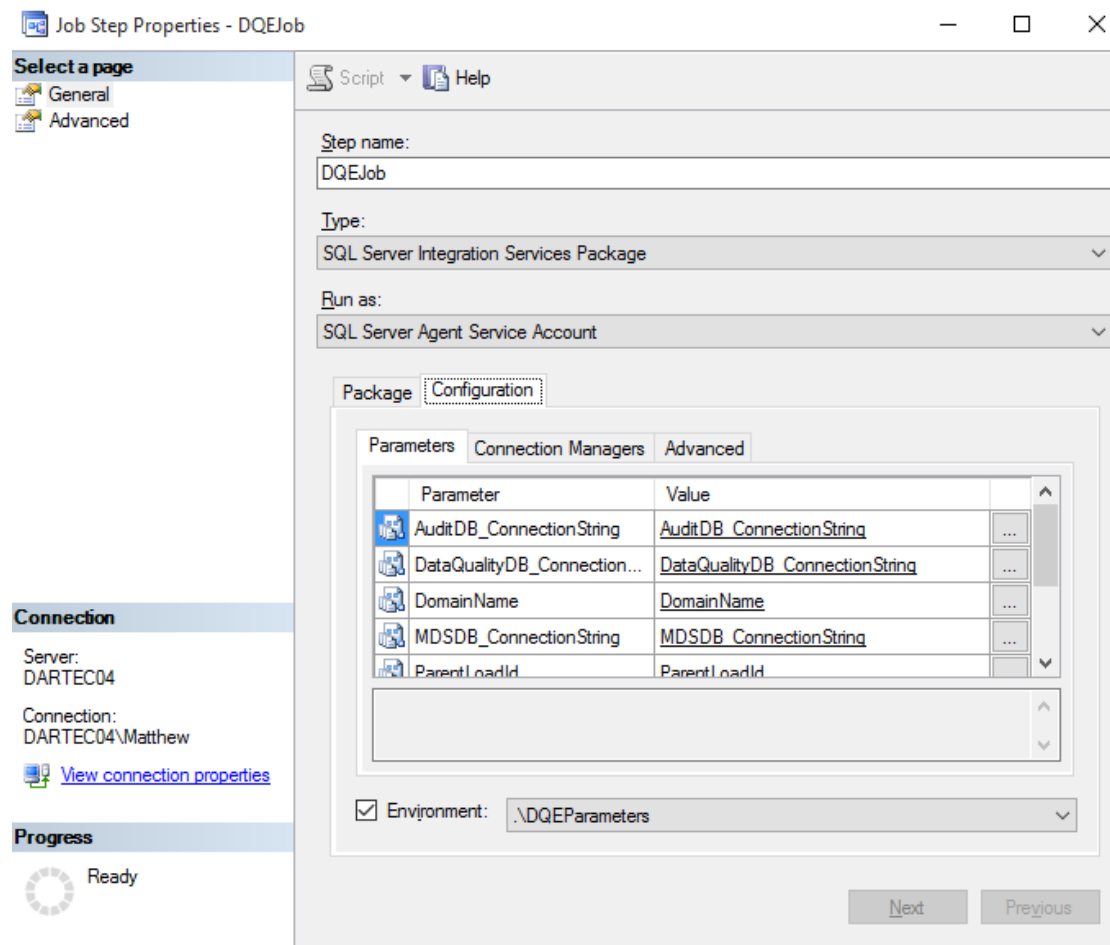 Job Step Properties - DQEJob
Select a page
General
Advanced
Script
Help
Step name:
DQEJob
Type:
SQL Server Integration Services Package
Run as:
SQL Server Agent Service Account
Package
Configuration
Parameters
Connection Managers
Advanced
Parameter Value
AuditDB_ConnectionString AuditDB_ConnectionString ...
DataQualityDB_Connection... DataQualityDB_ConnectionString ...
DomainName DomainName ...
MDSDB_ConnectionString MDSDB_ConnectionString ...
ParentLoadId ParentLoadId
Environment: .\DQEParameters
Connection
Server:
DARTEC04
Connection:
DARTEC04\Matthew
View connection properties
Progress
Ready
Next
Previous